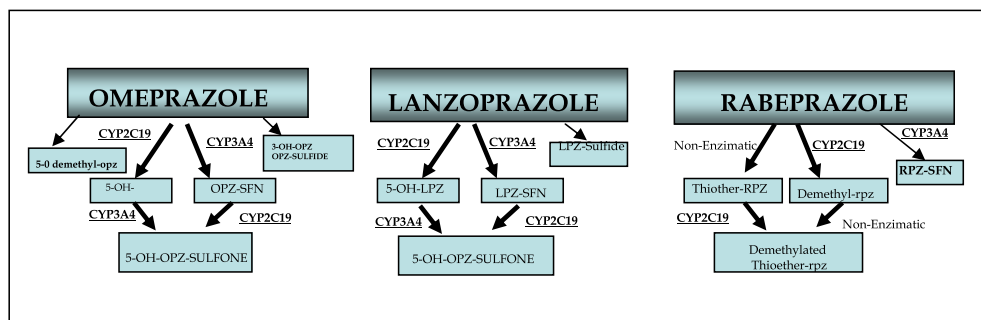 OMEPRAZOLE
CYP2C19
CYP3A4
5-0 demethyl-opz
3-OH-OPZ
OPZ-SULFIDE
5-OH-
OPZ-SFN
CYP3A4
CYP2C19
5-OH-OPZ-SULFONE
LANZOPRAZOLE
CYP2C19
CYP3A4
LPZ-Sulfide
5-OH-LPZ
LPZ-SFN
CYP3A4
CYP2C19
5-OH-OPZ-SULFONE
RABEPRAZOLE
Non-Enzimatic
CYP2C19
CYP3A4
RPZ-SFN
Thiother-RPZ
Demethyl-rpz
CYP2C19
Non-Enzimatic
Demethylated
Thioether-rpz